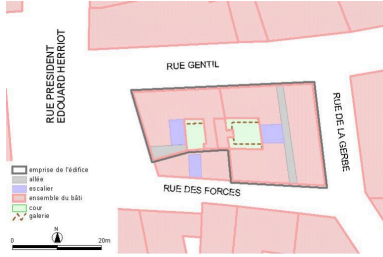 RUE PRESIDENT
EDOUARD HERRIOT
RUE GENTIL
RUE DE LA GERBE
RUE DES FORCES
emprise de l'édifice
allée
escalier
ensemble du bâti
cour
galerie
N
0 20m